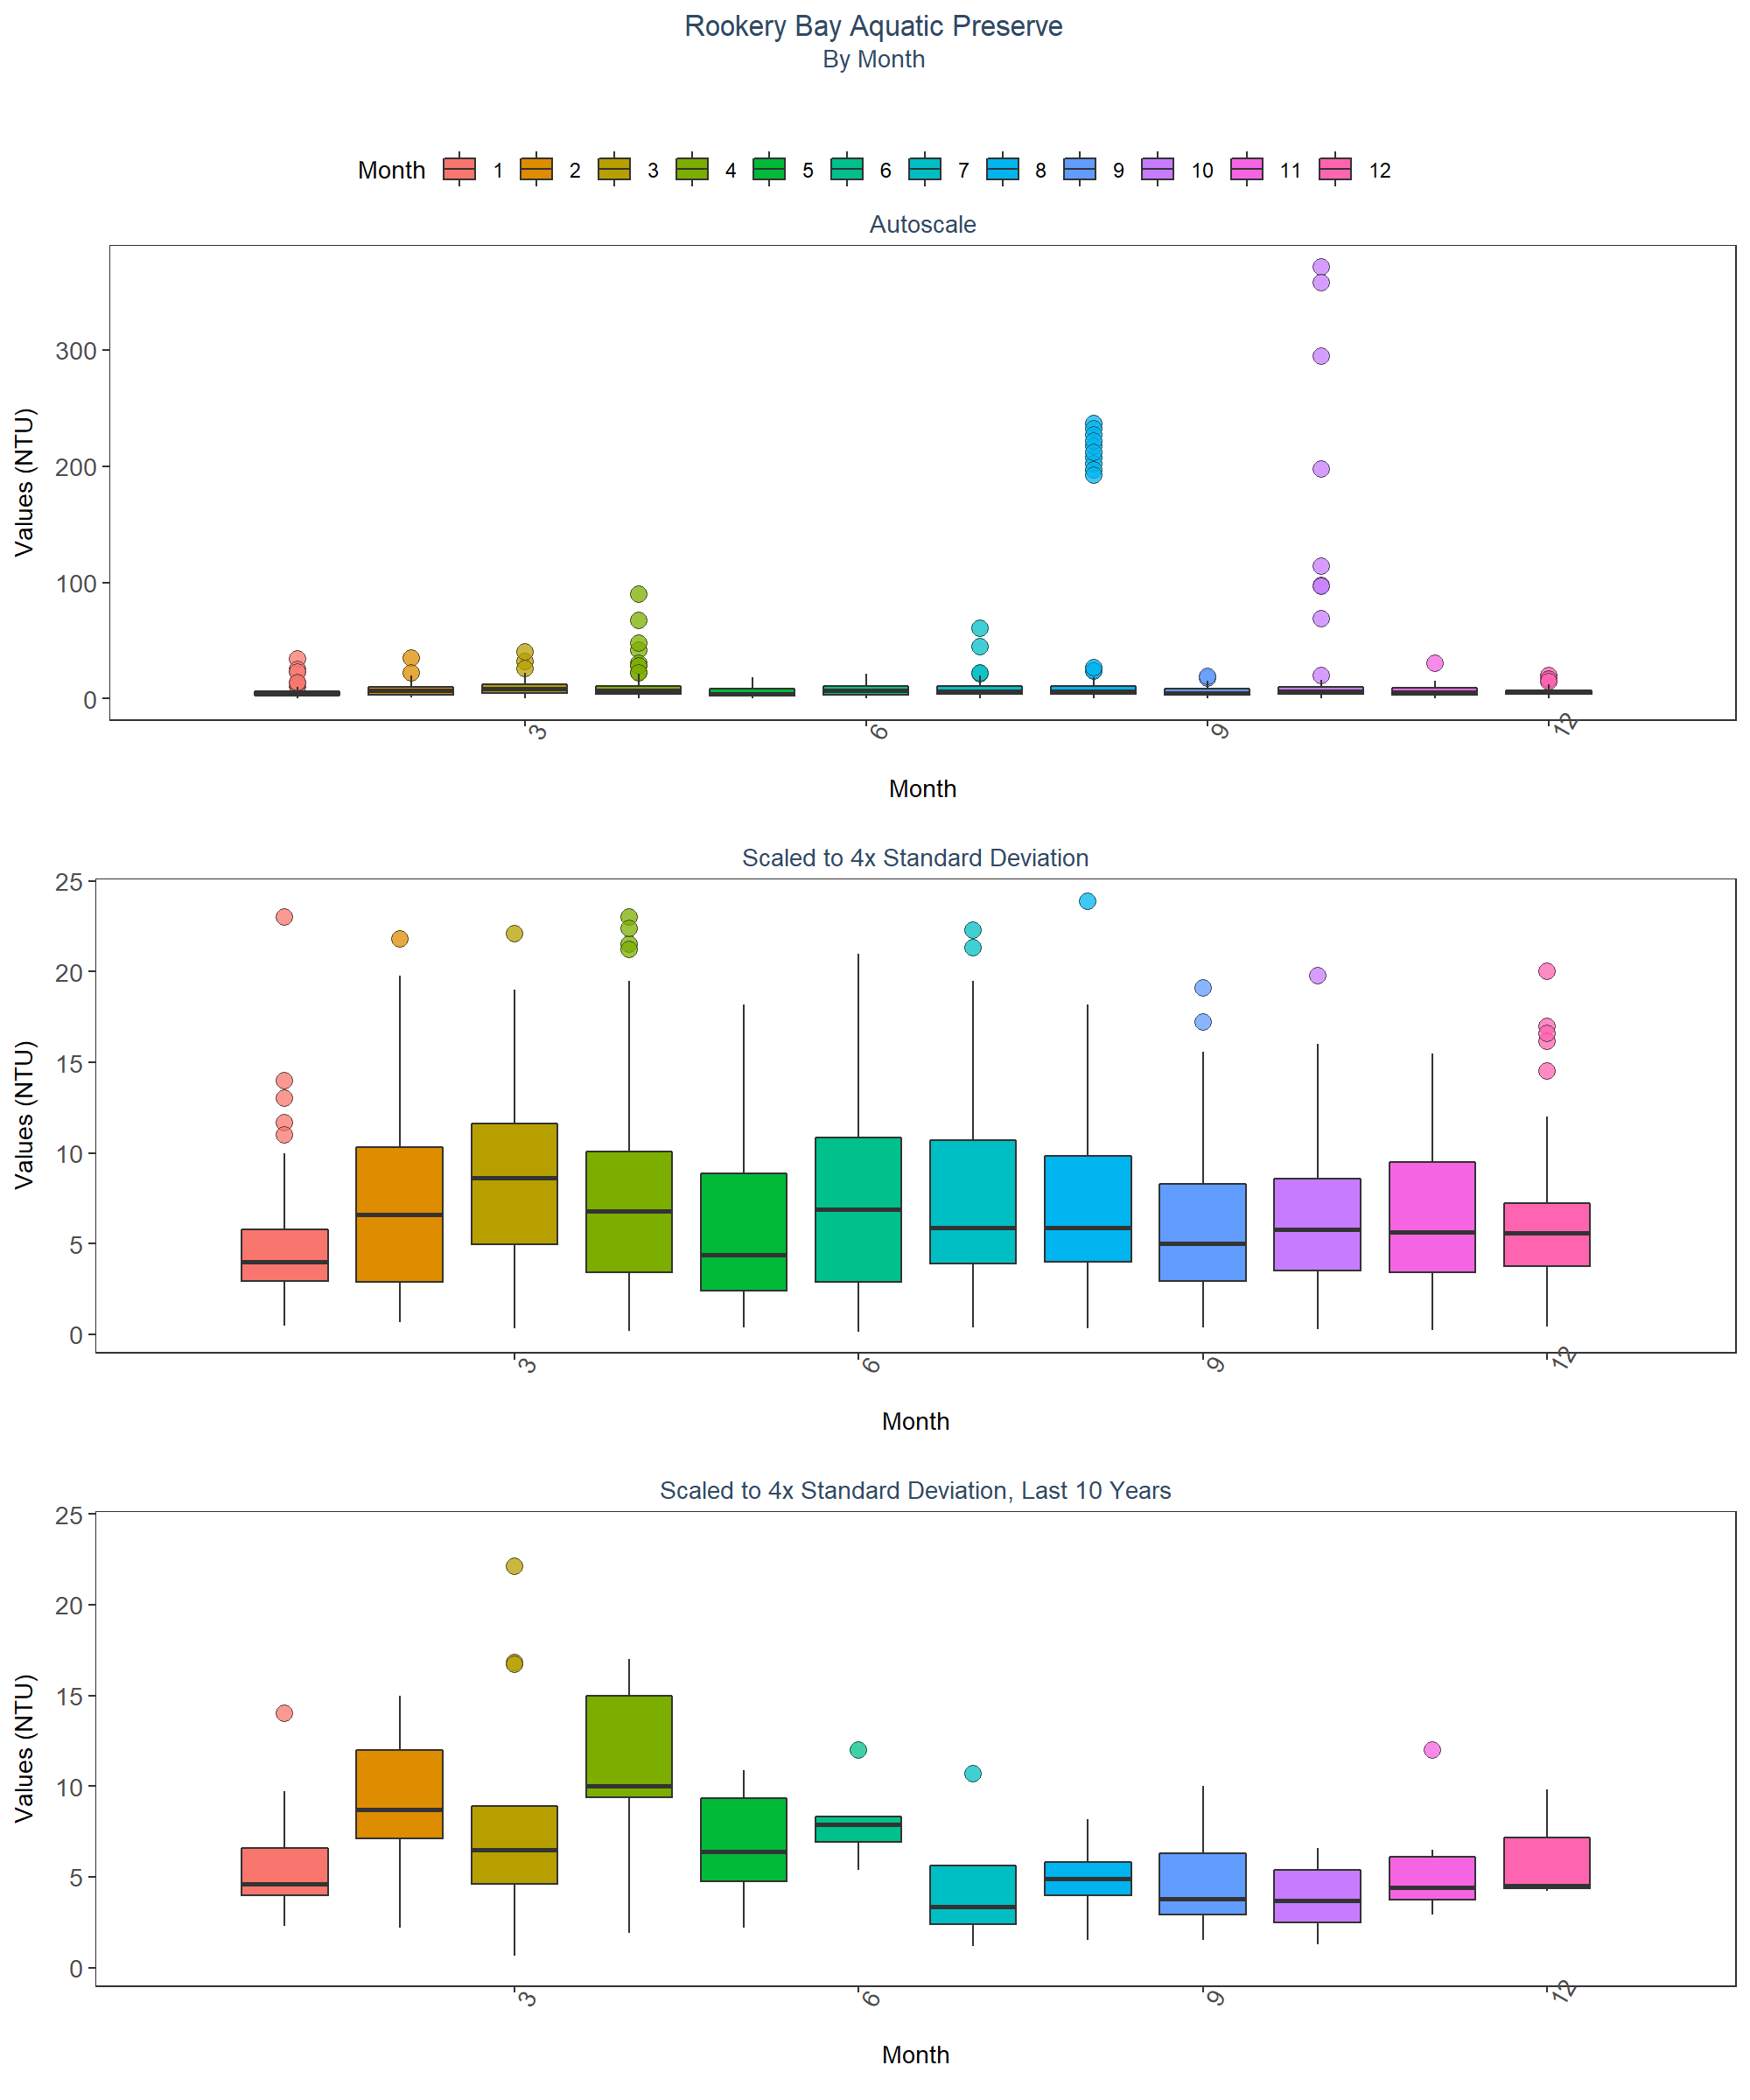 Rookery Bay Aquatic Preserve
By Month
Month 1 2 3 4 5 6 7 8 9 10 11 12
Autoscale
Values (NTU)
300
200
100
0
3 6 9 12
Month
Scaled to 4x Standard Deviation
Values (NTU)
25
20
15
10
5
0
3 6 9 12
Month
Scaled to 4x Standard Deviation, Last 10 Years
Values (NTU)
25
20
15
10
5
0
3 6 9 12
Month